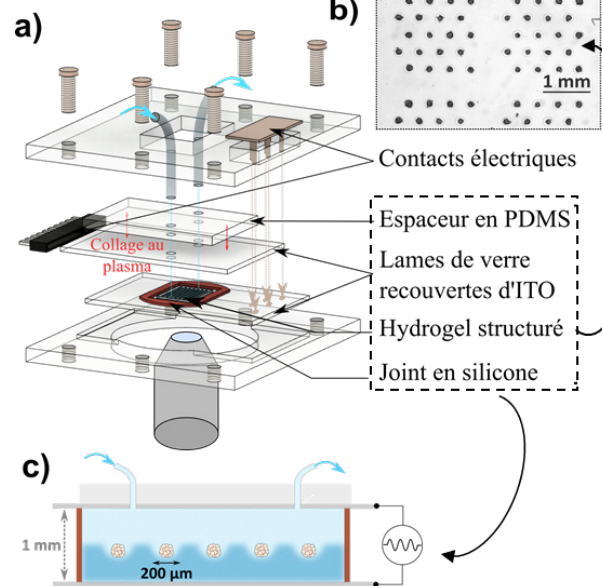 a)
b)
1 mm
Contacts électriques
Espaceur en PDMS
Collage au
plasma
Lames de verre
recouvertes d'ITO
Hydrogel structuré
Joint en silicone
c)
1 mm
200 µm